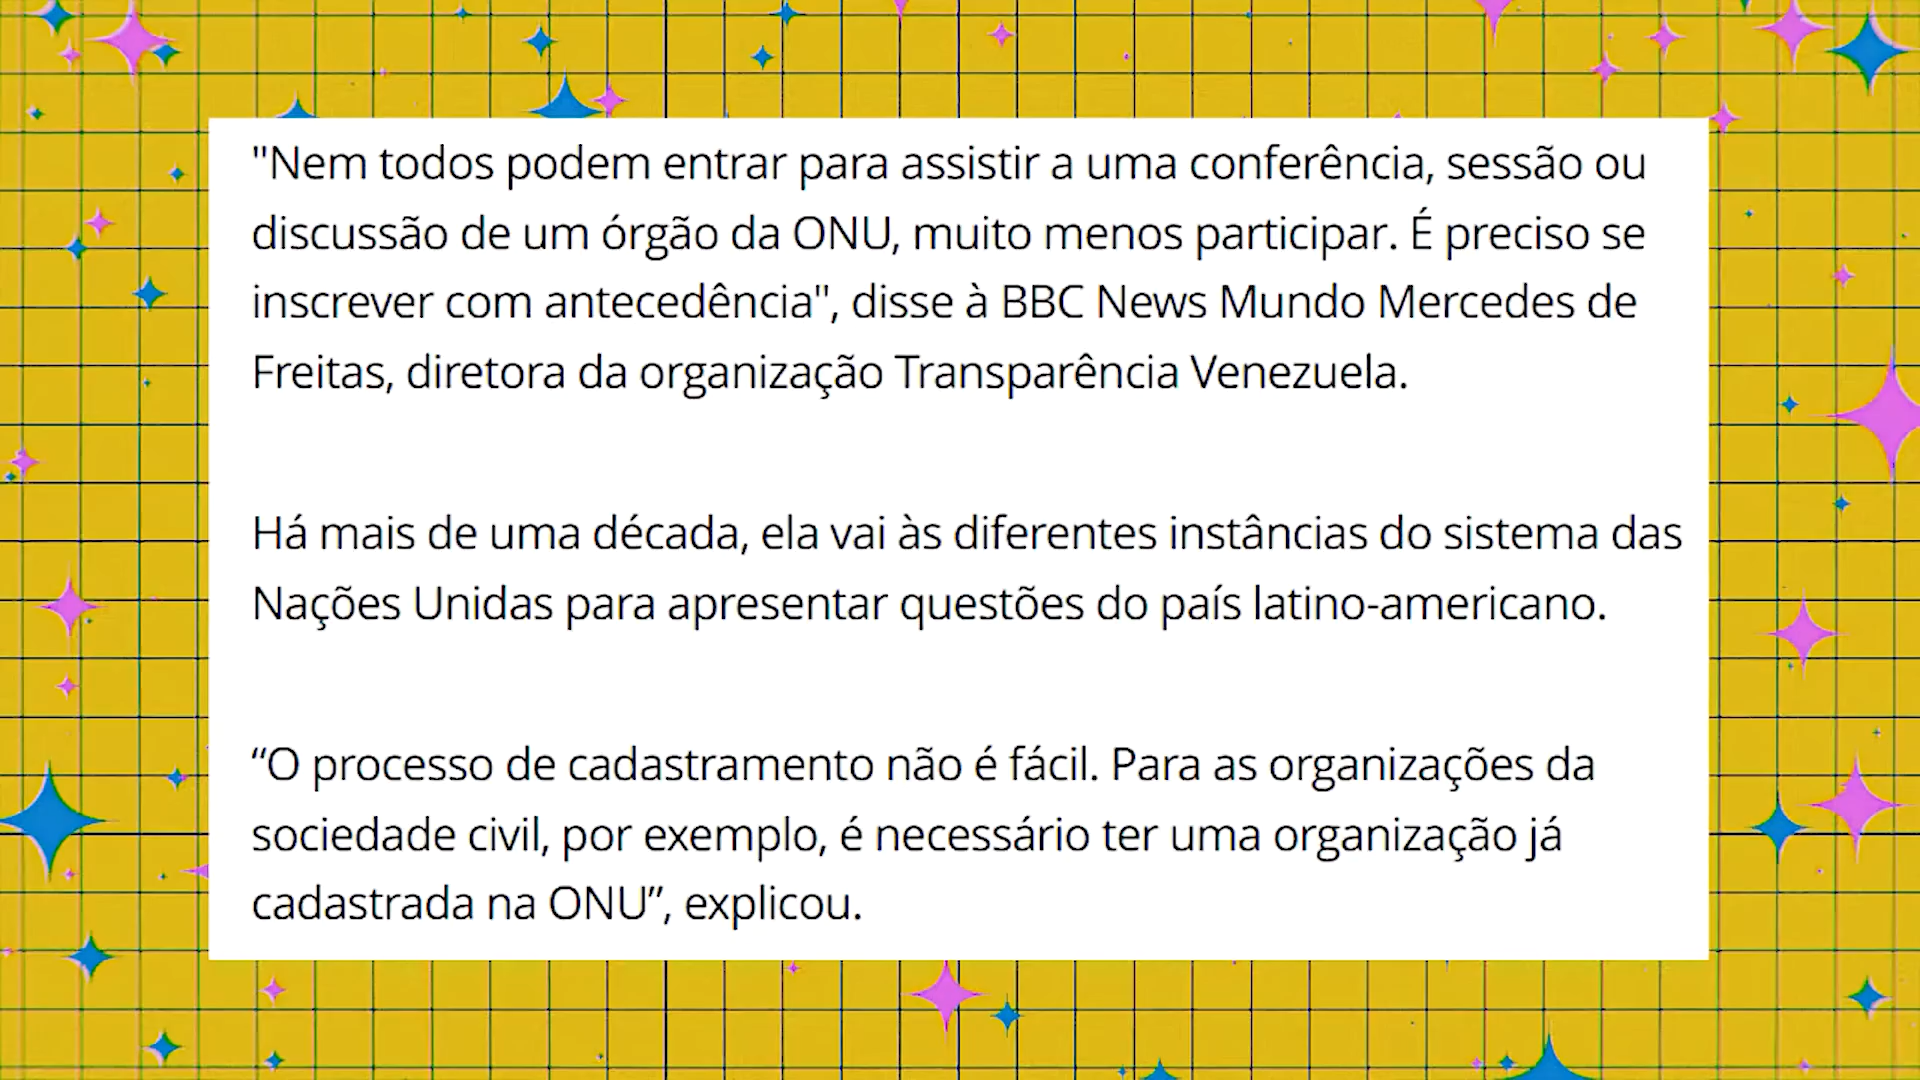 "Nem todos podem entrar para assistir a uma conferência, sessão ou
discussão de um órgão da ONU, muito menos participar. É preciso se
inscrever com antecedência", disse à BBC News Mundo Mercedes de
Freitas, diretora da organização Transparência Venezuela.
Há mais de uma década, ela vai às diferentes instâncias do sistema das
Nações Unidas para apresentar questões do país latino-americano.
“O processo de cadastramento não é fácil. Para as organizações da
sociedade civil, por exemplo, é necessário ter uma organização já
cadastrada na ONU”, explicou.